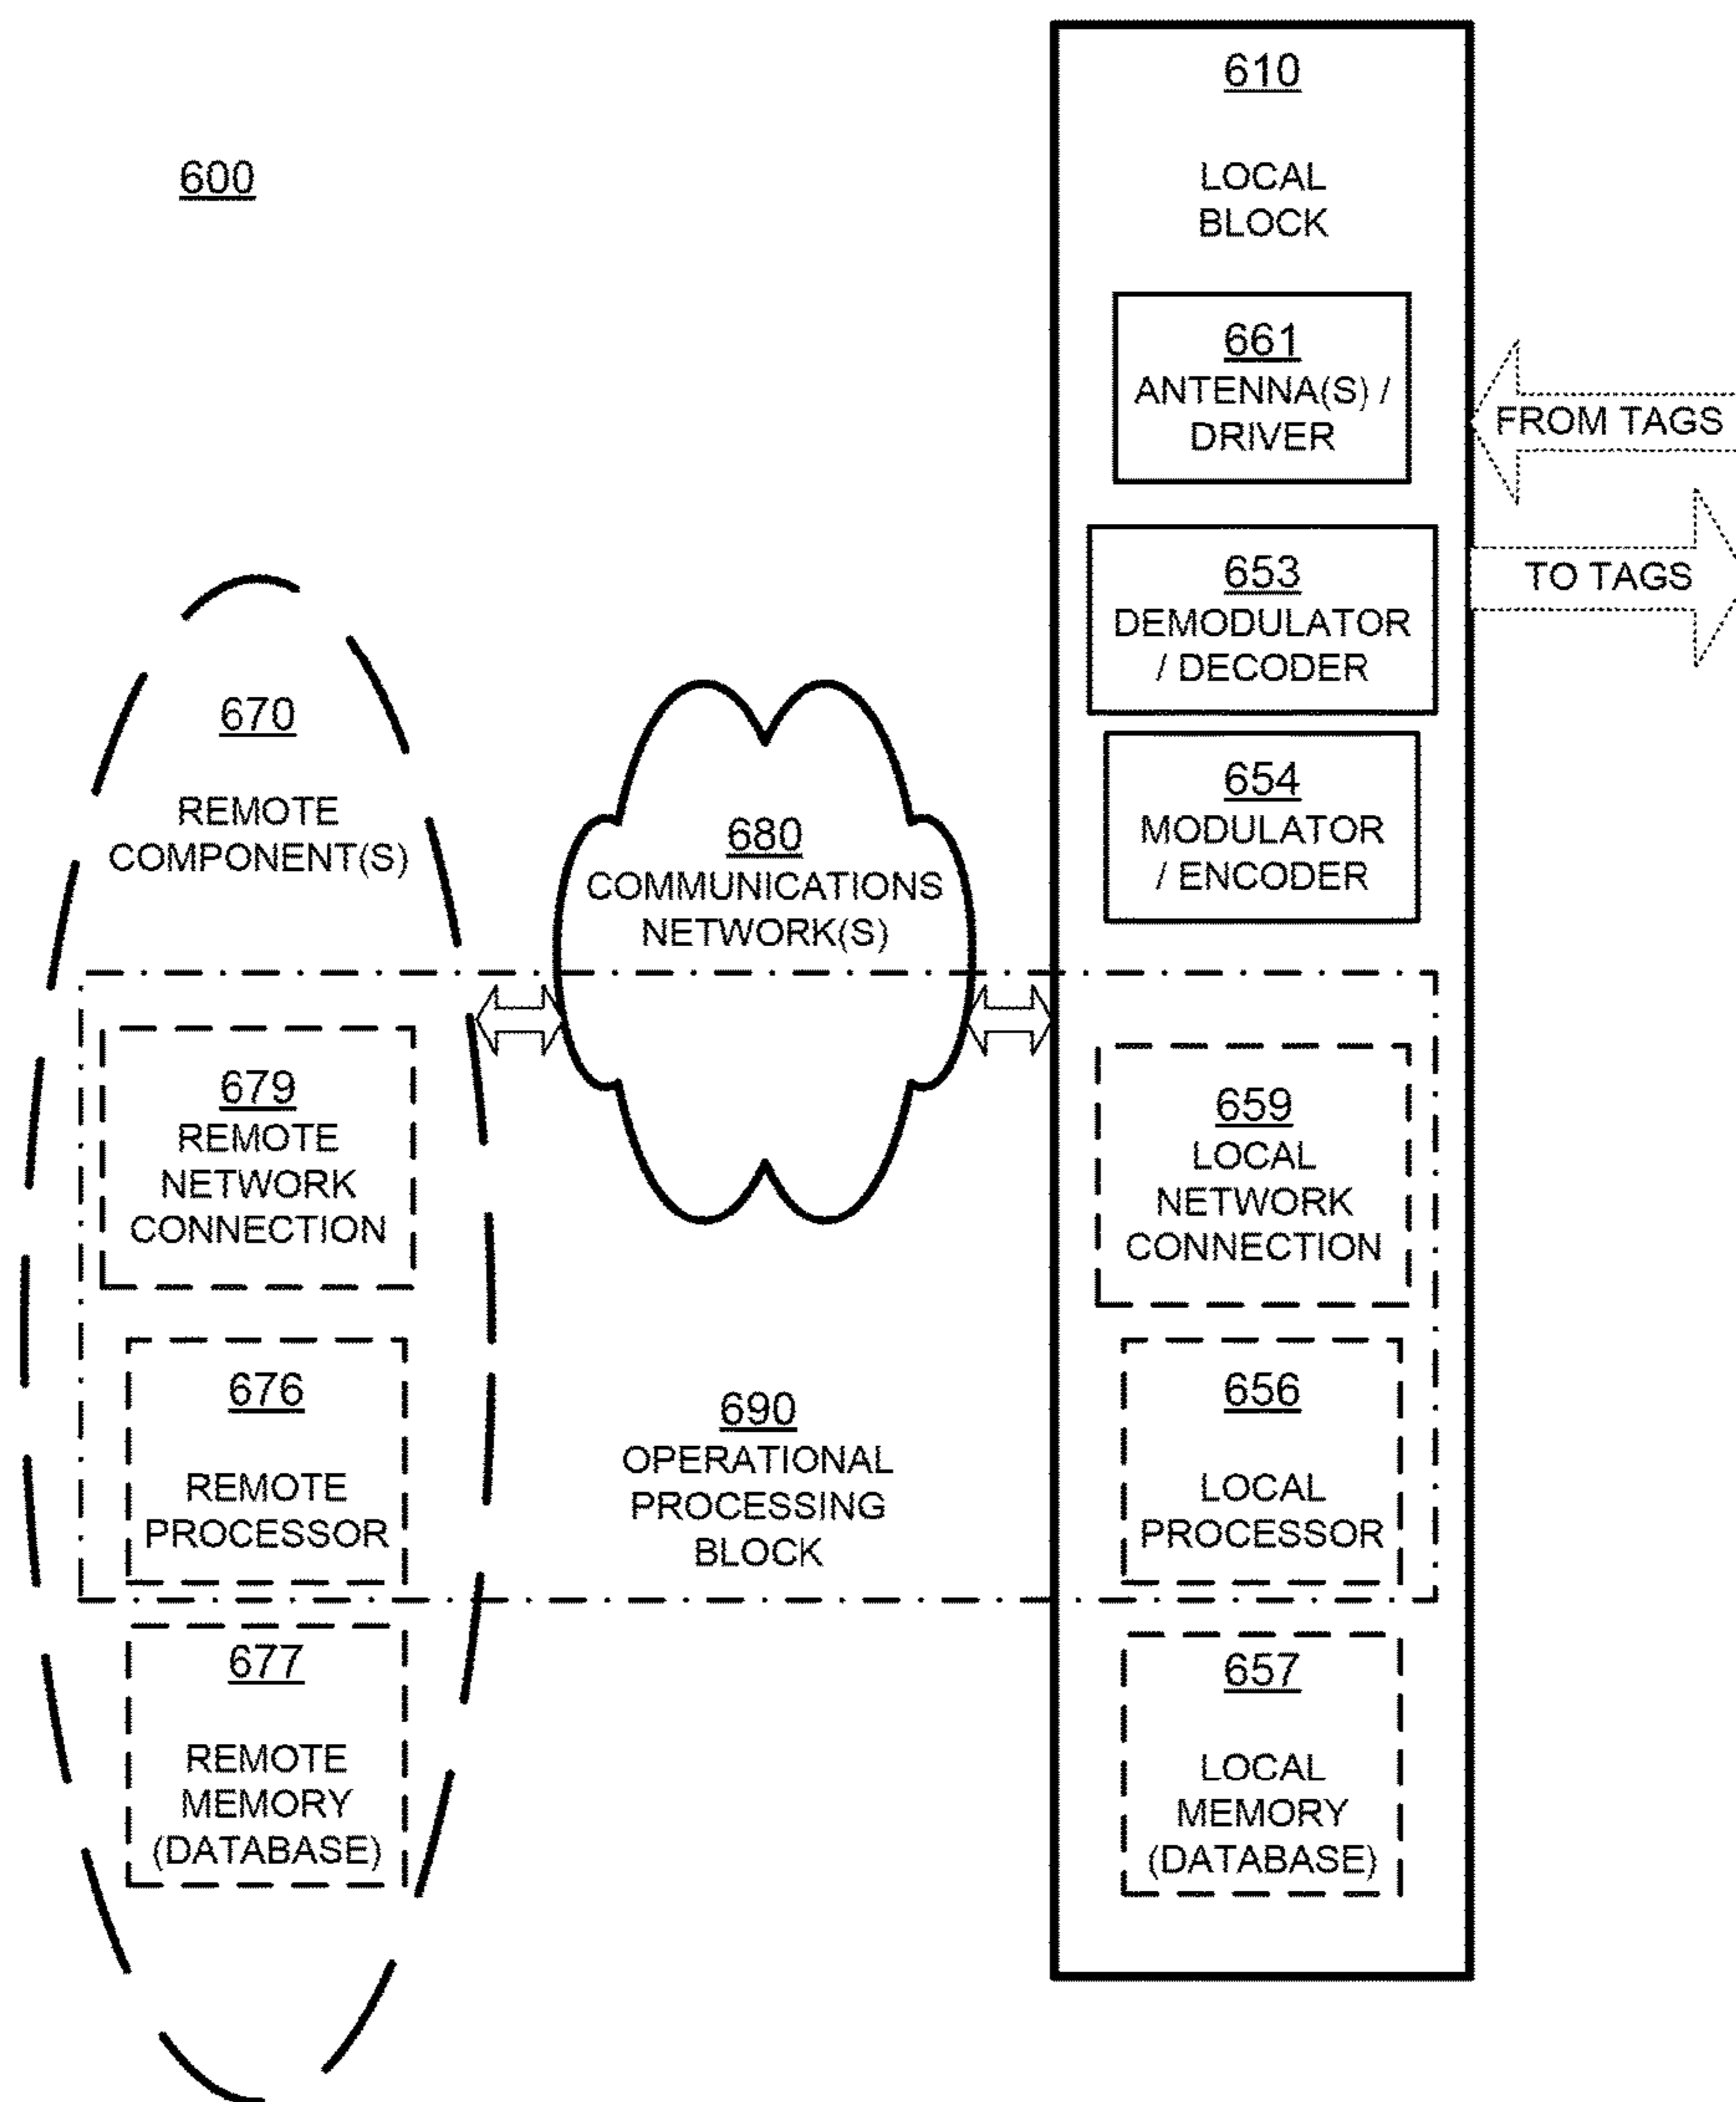 610
600
LOCAL
BLOCK
661
ANTENNA(S) /
DRIVER
FROM TAGS
653
DEMODULATOR
/ DECODER
TO TAGS
670
REMOTE
COMPONENT(S)
654
MODULATOR
/ ENCODER
680
COMMUNICATIONS
NETWORK(S)
679
REMOTE
NETWORK
CONNECTION
659
LOCAL
NETWORK
CONNECTION
676
REMOTE
PROCESSOR
690
OPERATIONAL
PROCESSING
BLOCK
656
LOCAL
PROCESSOR
677
REMOTE
MEMORY
(DATABASE)
657
LOCAL
MEMORY
(DATABASE)